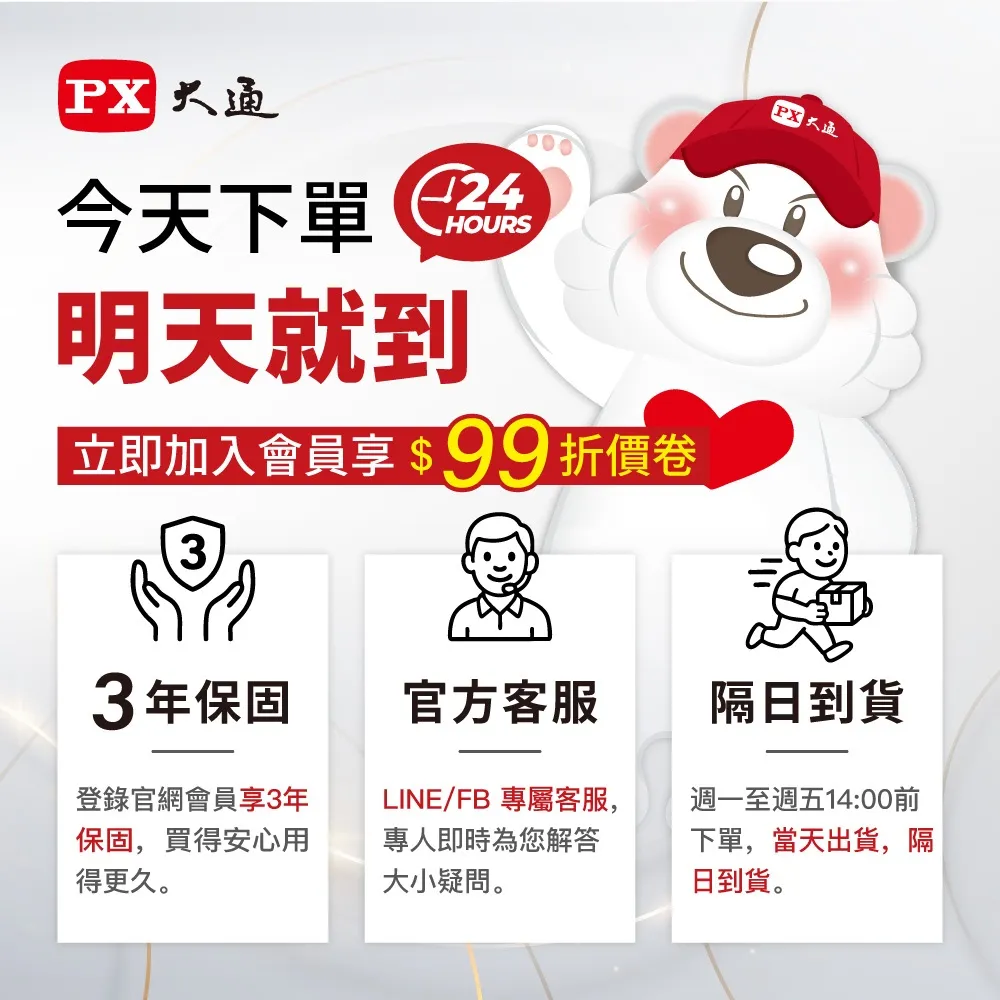 PX 大通
PX 大通
今天下單
24
HOURS
明天就到
立即加入會員享 $99 折價卷
3
3年保固
登錄官網會員享3年
保固，買得安心用
得更久。
官方客服
LINE/FB 專屬客服，
專人即時為您解答
大小疑問。
隔日到貨
週一至週五14:00前
下單，當天出貨，隔
日到貨。